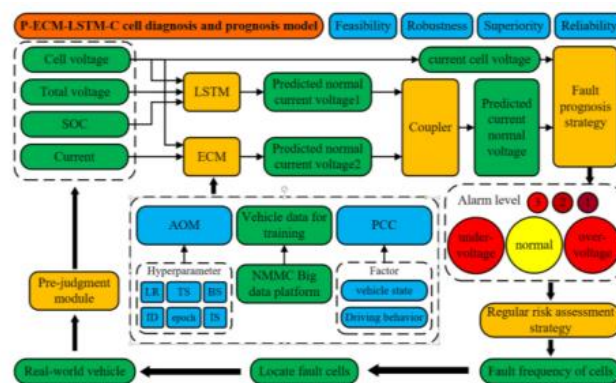 P-ECM-LSTM-C cell diagnosis and prognosis model
Feasibility
Robustness
Superiority
Reliability
Cell voltage
Total voltage
SOC
Current
LSTM
ECM
Predicted normal
current voltage1
Predicted normal
current voltage2
current cell voltage
Coupler
Predicted
current normal
voltage
Fault
prognosis
strategy
AOM
Vehicle data for
training
PCC
Hyperparameter
LR
TS
BS
epoch
IS
NMMC Big
data platform
Factor
vehicle state
Driving behavior
Alarm level
2
under-
voltage
normal
over-
voltage
Pre-judgment
module
Regular risk assessment
strategy
Real-world vehicle
Locate fault cells
Fault frequency of cells